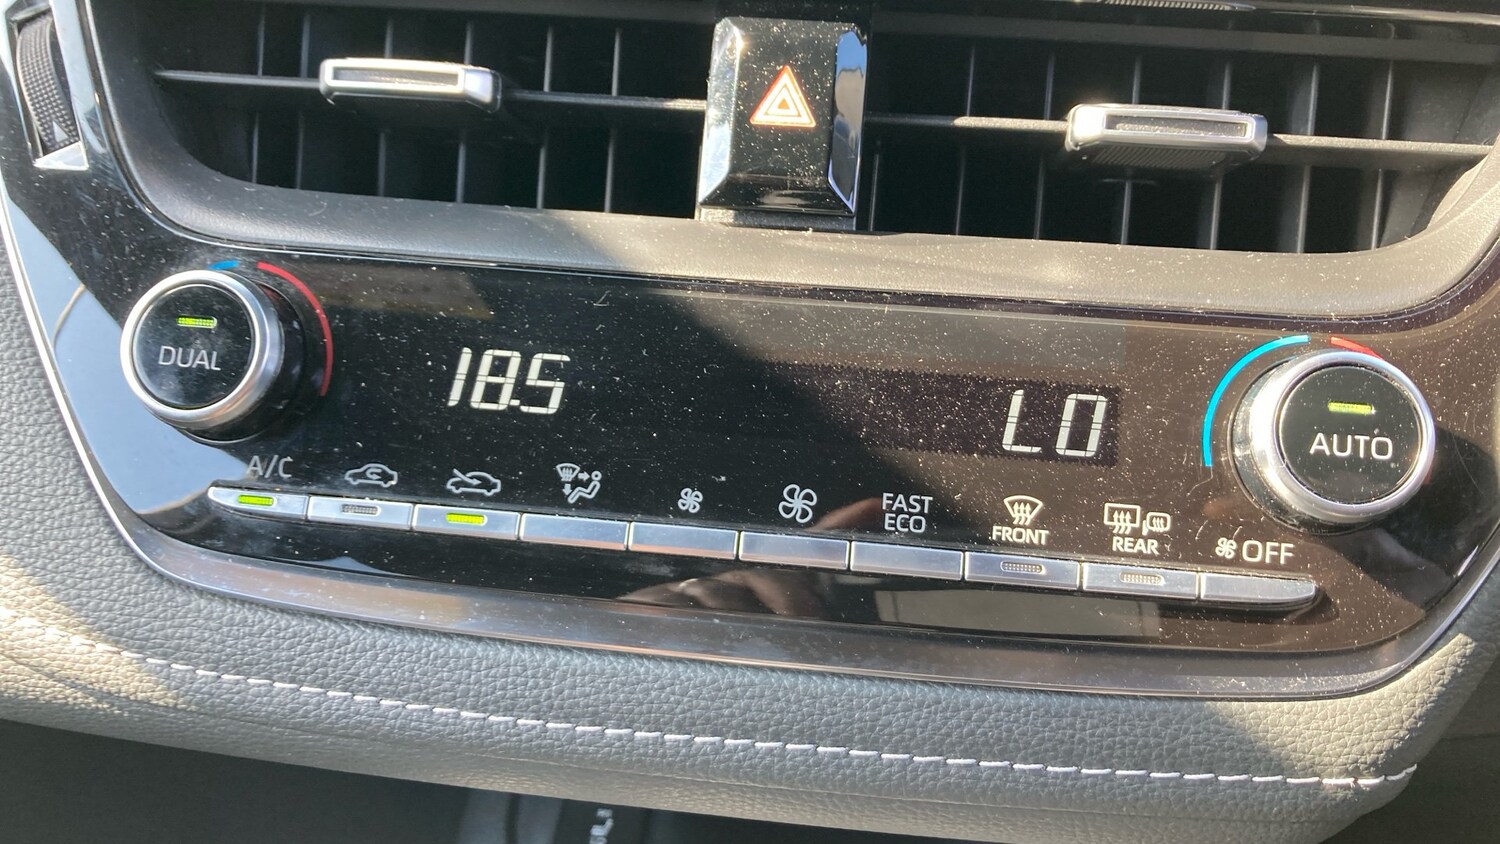 DUAL
18.5
LO
AUTO
A/C
FAST
ECO
FRONT
REAR
OFF